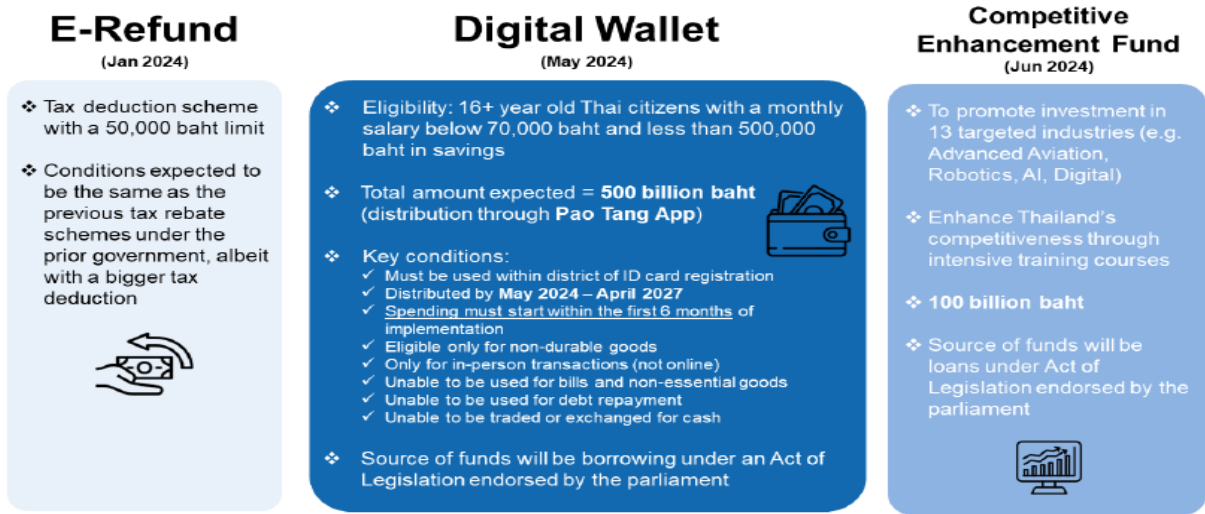 E-Refund
(Jan 2024)
❖ Tax deduction scheme
with a 50,000 baht limit
❖ Conditions expected to
be the same as the
previous tax rebate
schemes under the
prior government, albeit
with a bigger tax
deduction
Digital Wallet
(May 2024)
❖ Eligibility: 16+ year old Thai citizens with a monthly
salary below 70,000 baht and less than 500,000
baht in savings
❖ Total amount expected = 500 billion baht
(distribution through Pao Tang App)
❖ Key conditions:
✓ Must be used within district of ID card registration
✓ Distributed by May 2024 – April 2027
✓ Spending must start within the first 6 months of
implementation
✓ Eligible only for non-durable goods
✓ Only for in-person transactions (not online)
✓ Unable to be used for bills and non-essential goods
✓ Unable to be used for debt repayment
✓ Unable to be traded or exchanged for cash
❖ Source of funds will be borrowing under an Act of
Legislation endorsed by the parliament
Competitive
Enhancement Fund
(Jun 2024)
❖ To promote investment in
13 targeted industries (e.g.
Advanced Aviation,
Robotics, AI, Digital)
❖ Enhance Thailand's
competitiveness through
intensive training courses
❖ 100 billion baht
❖ Source of funds will be
loans under Act of
Legislation endorsed by the
parliament